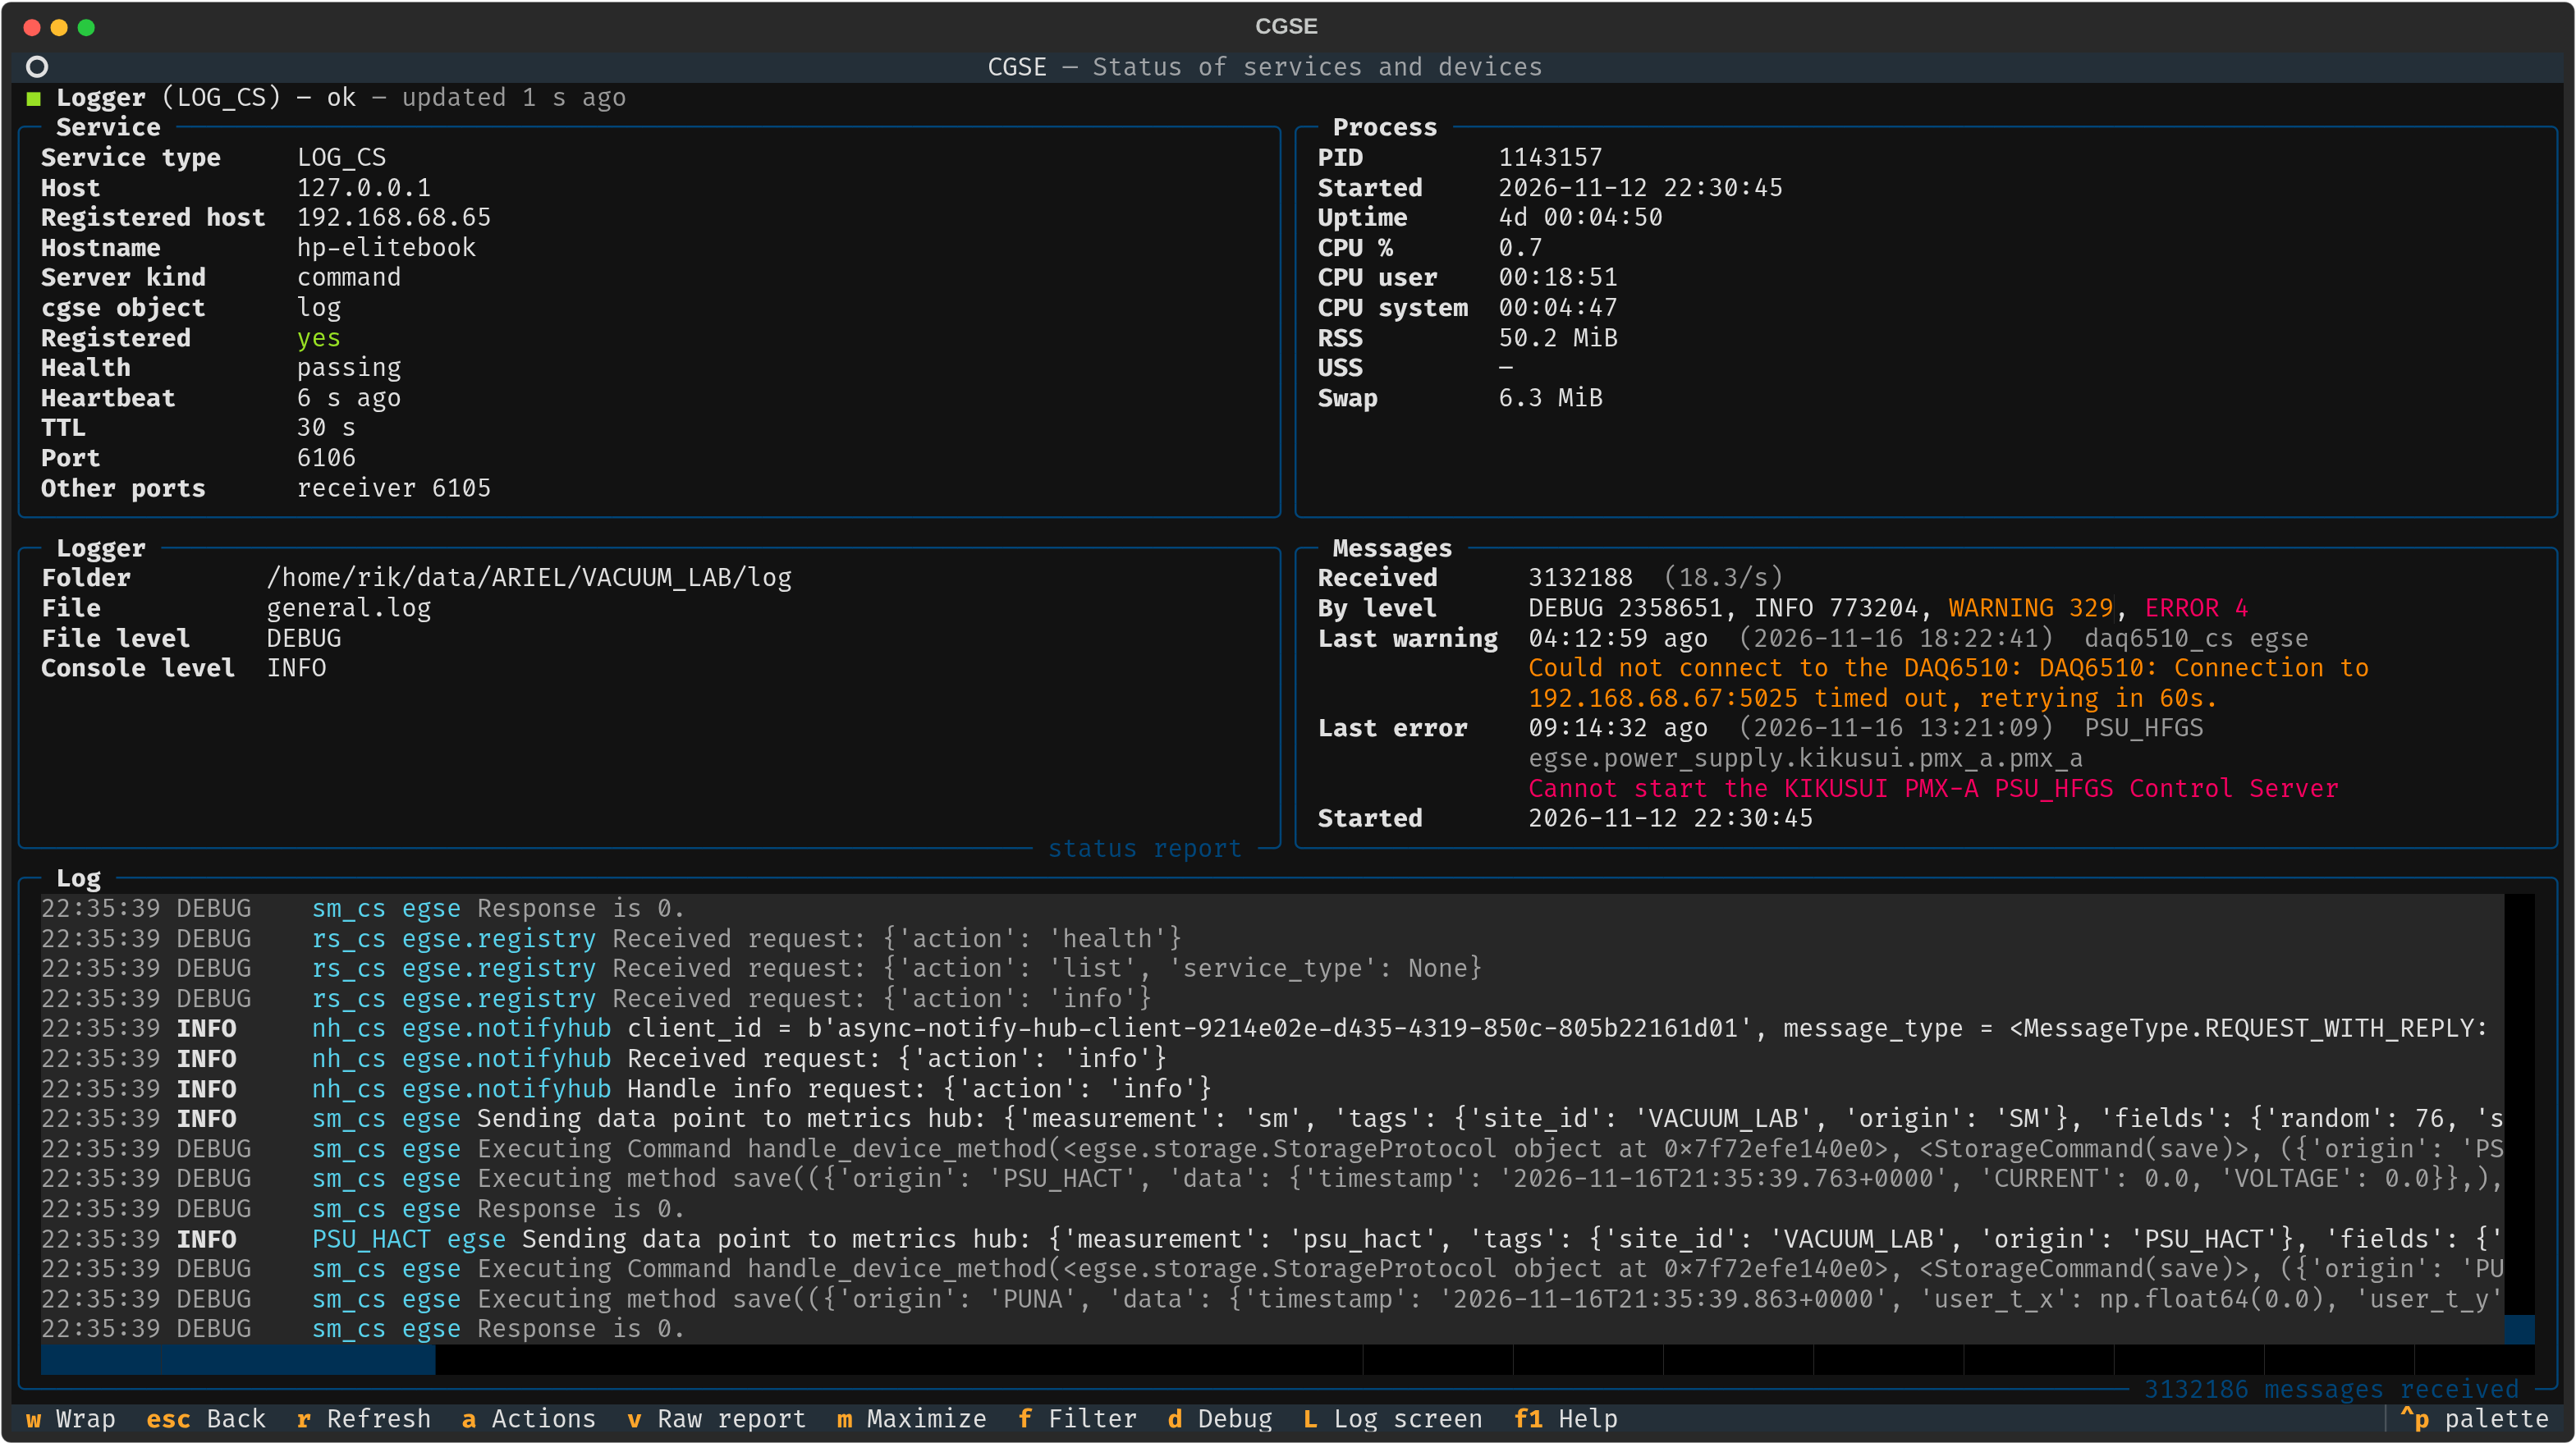 CGSE
CGSE — Status of services and devices
Logger (LOG_CS) — ok — updated 1 s ago
Service
Service type LOG_CS
Host 127.0.0.1
Registered host 192.168.68.65
Hostname hp-elitebook
Server kind command
cgse object log
Registered yes
Health passing
Heartbeat 6 s ago
TTL 30 s
Port 6106
Other ports receiver 6105
Process
PID 1143157
Started 2026-11-12 22:30:45
Uptime 4d 00:04:50
CPU % 0.7
CPU user 00:18:51
CPU system 00:04:47
RSS 50.2 MiB
USS —
Swap 6.3 MiB
Logger
Folder /home/rik/data/ARIEL/VACUUM_LAB/log
File general.log
File level DEBUG
Console level INFO
status report
Messages
Received 3132188 (18.3/s)
By level DEBUG 2358651, INFO 773204, WARNING 329, ERROR 4
Last warning 04:12:59 ago (2026-11-16 18:22:41) daq6510_cs egse
Could not connect to the DAQ6510: DAQ6510: Connection to
192.168.68.67:5025 timed out, retrying in 60s.
Last error 09:14:32 ago (2026-11-16 13:21:09) PSU_HFGS
egse.power_supply.kikusui.pmx_a.pmx_a
Cannot start the KIKUSUI PMX-A PSU_HFGS Control Server
Started 2026-11-12 22:30:45
Log
22:35:39 DEBUG sm_cs egse Response is 0.
22:35:39 DEBUG rs_cs egse.registry Received request: {'action': 'health'}
22:35:39 DEBUG rs_cs egse.registry Received request: {'action': 'list', 'service_type': None}
22:35:39 DEBUG rs_cs egse.registry Received request: {'action': 'info'}
22:35:39 INFO nh_cs egse.notifyhub client_id = b'async-notify-hub-client-9214e02e-d435-4319-850c-805b22161d01', message_type = <MessageType.REQUEST_WITH_REPLY:
22:35:39 INFO nh_cs egse.notifyhub Received request: {'action': 'info'}
22:35:39 INFO nh_cs egse.notifyhub Handle info request: {'action': 'info'}
22:35:39 INFO sm_cs egse Sending data point to metrics hub: {'measurement': 'sm', 'tags': {'site_id': 'VACUUM_LAB', 'origin': 'SM'}, 'fields': {'random': 76, 's
22:35:39 DEBUG sm_cs egse Executing Command handle_device_method(<egse.storage.StorageProtocol object at 0x7f72efe140e0>, <StorageCommand(save)>, ({'origin': 'PS
22:35:39 DEBUG sm_cs egse Executing method save(({'origin': 'PSU_HACT', 'data': {'timestamp': '2026-11-16T21:35:39.763+0000', 'CURRENT': 0.0, 'VOLTAGE': 0.0}},),
22:35:39 DEBUG sm_cs egse Response is 0.
22:35:39 INFO PSU_HACT egse Sending data point to metrics hub: {'measurement': 'psu_hact', 'tags': {'site_id': 'VACUUM_LAB', 'origin': 'PSU_HACT'}, 'fields': {'
22:35:39 DEBUG sm_cs egse Executing Command handle_device_method(<egse.storage.StorageProtocol object at 0x7f72efe140e0>, <StorageCommand(save)>, ({'origin': 'PU
22:35:39 DEBUG sm_cs egse Executing method save(({'origin': 'PUNA', 'data': {'timestamp': '2026-11-16T21:35:39.863+0000', 'user_t_x': np.float64(0.0), 'user_t_y'
22:35:39 DEBUG sm_cs egse Response is 0.
3132186 messages received
w Wrap esc Back r Refresh a Actions v Raw report m Maximize f Filter d Debug L Log screen f1 Help ^p palette